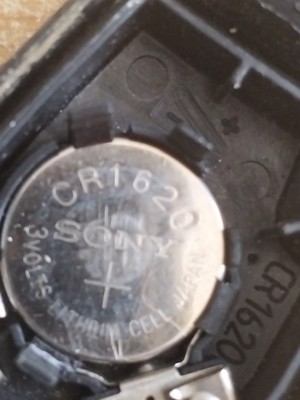 CR1620
SONY
+
3VOLTS LITHIUM CELL JAPAN
+
CR1620